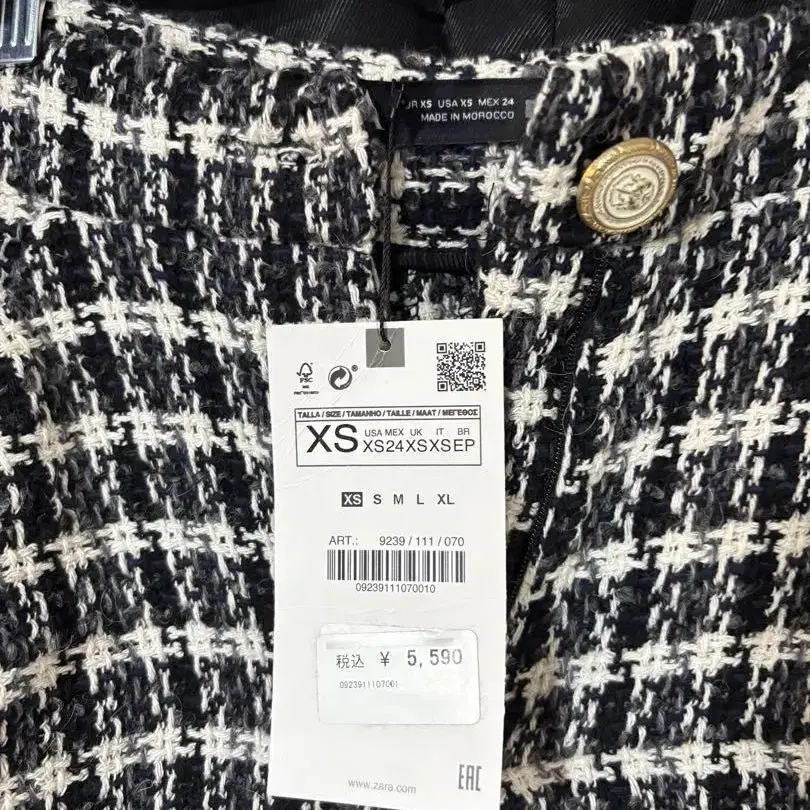 UR XS USA XS MEX 24
MADE IN MOROCCO
FSC
TALLA / SIZE / TAMANHO / TAILLE / MAAT / ΜΕΓΕΘΟΣ
XS
USA MEX UK IT BR
XS24XSXSEP
XS S M L XL
ART.: 9239 / 111 / 070
09239111070010
税込 ¥ 5,590
www.zara.com
EAC